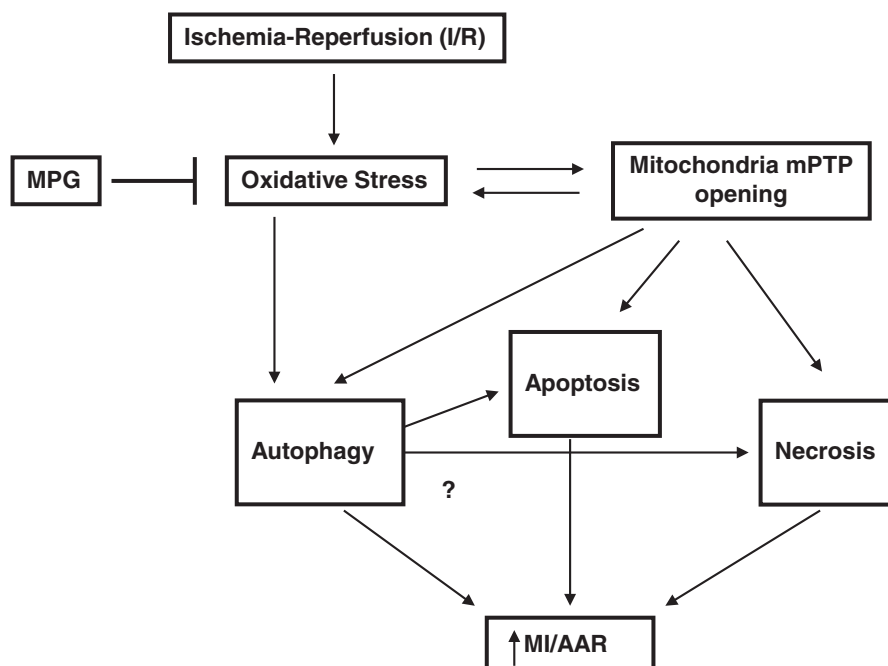 Ischemia-Reperfusion (I/R)
MPG
Oxidative Stress
Mitochondria mPTP
opening
Apoptosis
Autophagy
Necrosis
?
↑MI/AAR